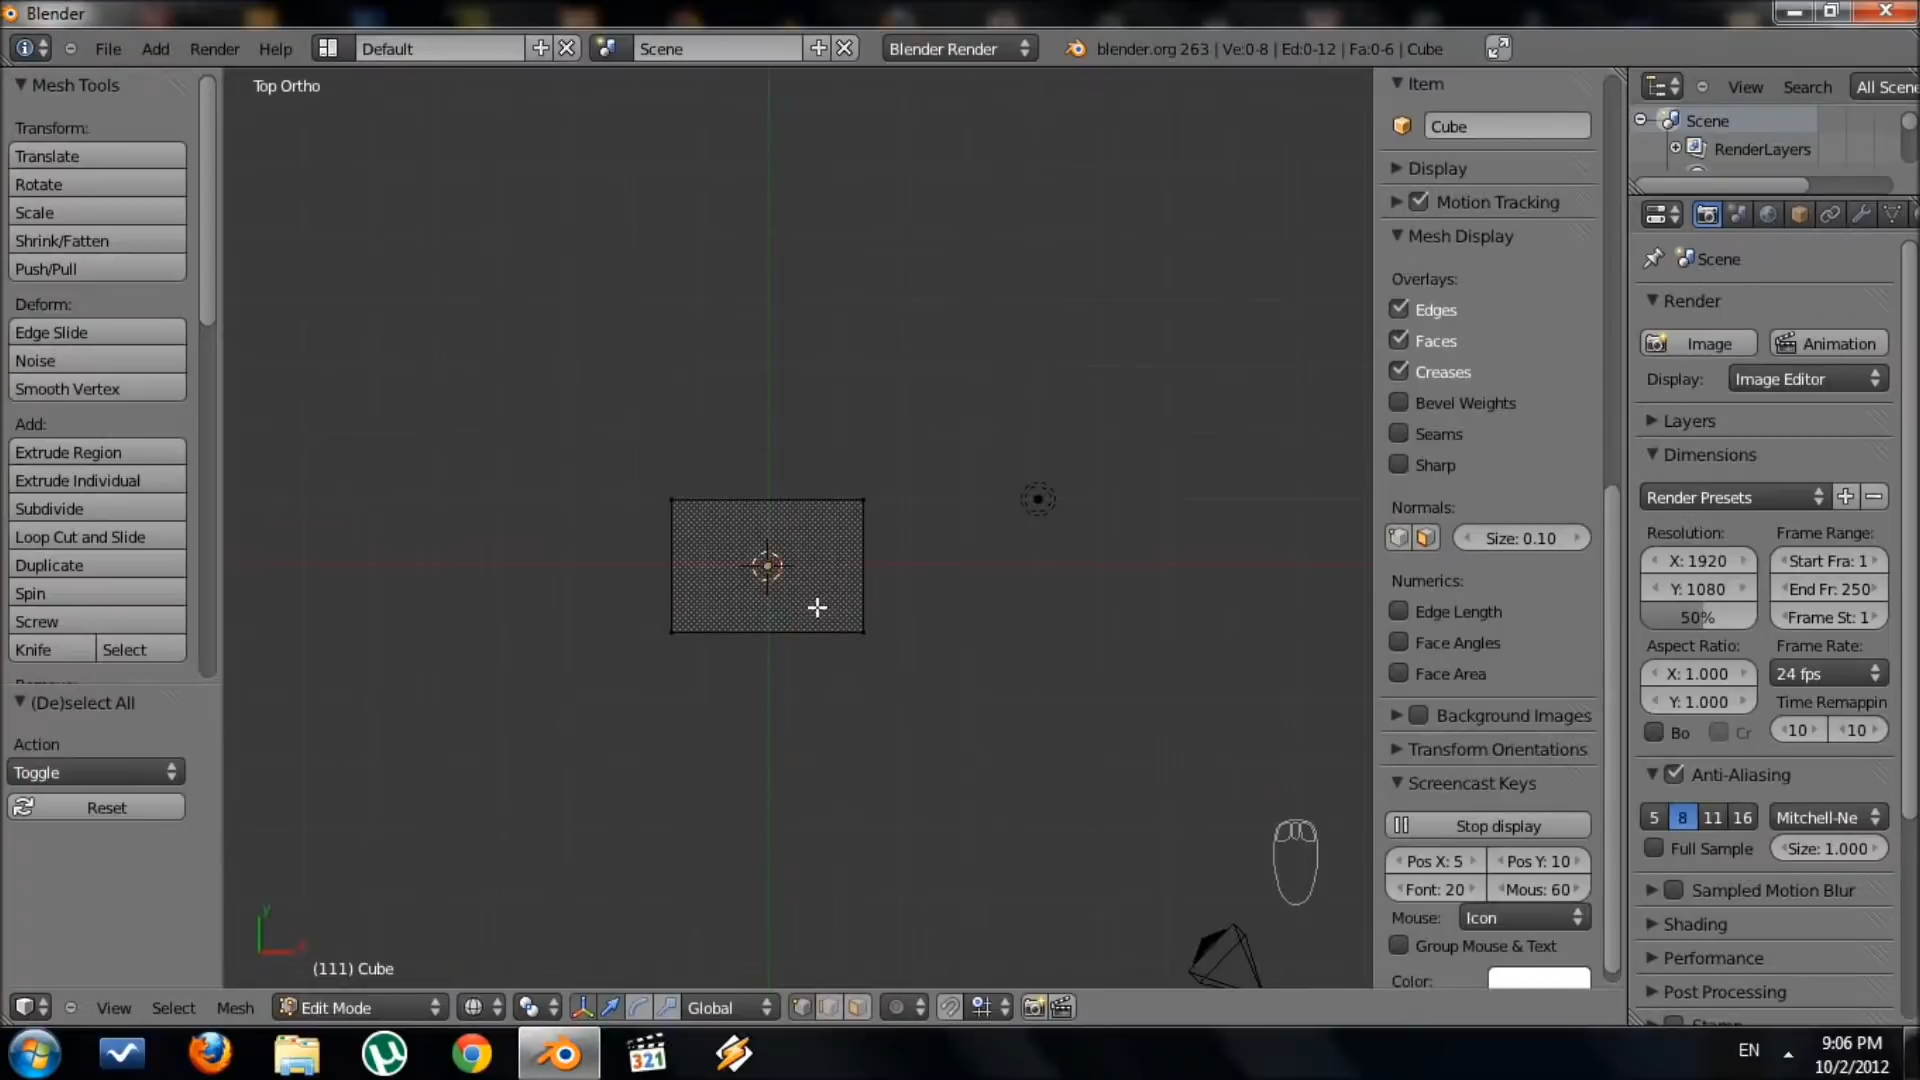 Blender
File Add Render Help Default Scene Blender Render blender.org 263 | Ve:0-8 | Ed:0-12 | Fa:0-6 | Cube
Mesh Tools
Transform:
Translate
Rotate
Scale
Shrink/Fatten
Push/Pull
Deform:
Edge Slide
Noise
Smooth Vertex
Add:
Extrude Region
Extrude Individual
Subdivide
Loop Cut and Slide
Duplicate
Spin
Screw
Knife Select
(De)select All
Action
Toggle
Reset
Top Ortho
(111) Cube
Item
Cube
Display
Motion Tracking
Mesh Display
Overlays:
Edges
Faces
Creases
Bevel Weights
Seams
Sharp
Normals:
Size: 0.10
Numerics:
Edge Length
Face Angles
Face Area
Background Images
Transform Orientations
Screencast Keys
Stop display
Pos X: 5 Pos Y: 10
Font: 20 Mous: 60
Mouse: Icon
Group Mouse & Text
Color:
View Search All Scene
Scene
RenderLayers
Scene
Render
Image Animation
Display: Image Editor
Layers
Dimensions
Render Presets
Resolution: Frame Range:
X: 1920 Start Fra: 1
Y: 1080 End Fr: 250
50% Frame St: 1
Aspect Ratio: Frame Rate:
X: 1.000 24 fps
Y: 1.000 Time Remappin
Bo Cr 10 10
Anti-Aliasing
5 8 11 16 Mitchell-Ne
Full Sample Size: 1.000
Sampled Motion Blur
Shading
Performance
Post Processing
View Select Mesh Edit Mode Global
321
EN
9:06 PM
10/2/2012